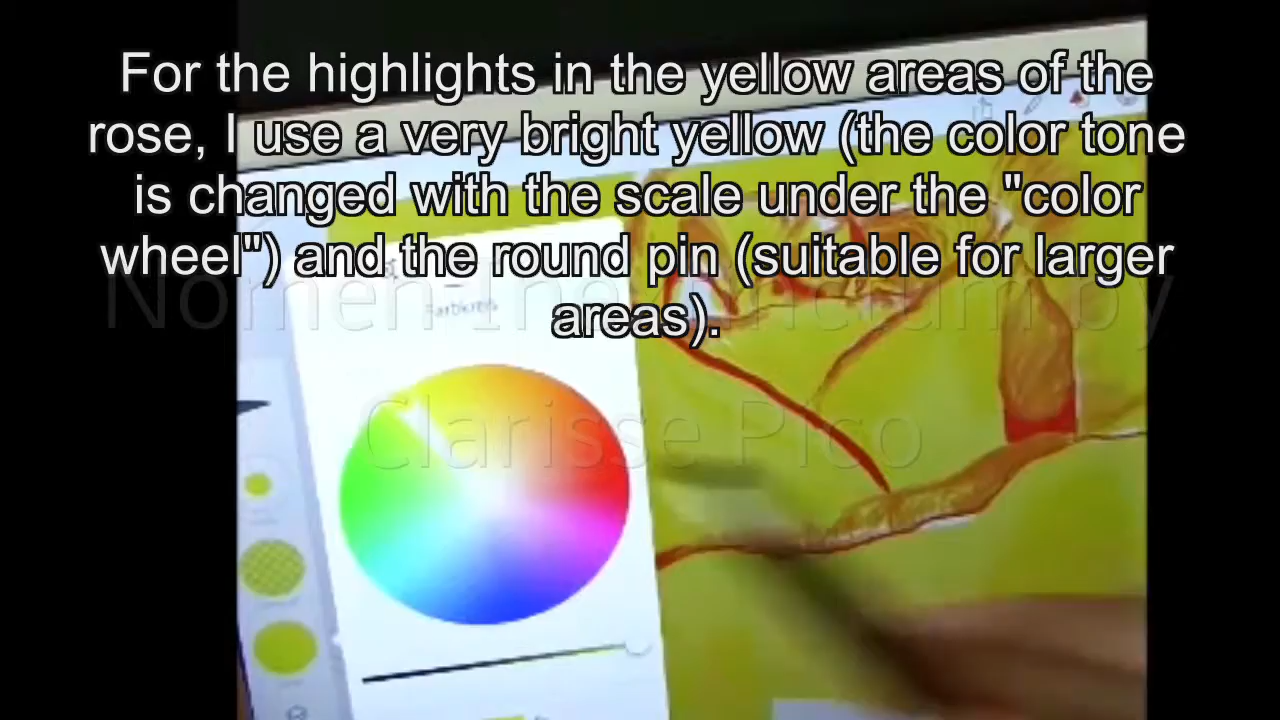 For the highlights in the yellow areas of the
rose, I use a very bright yellow (the color tone
is changed with the scale under the "color
wheel") and the round pin (suitable for larger
areas).
Farbkreis
Clarisse Pico